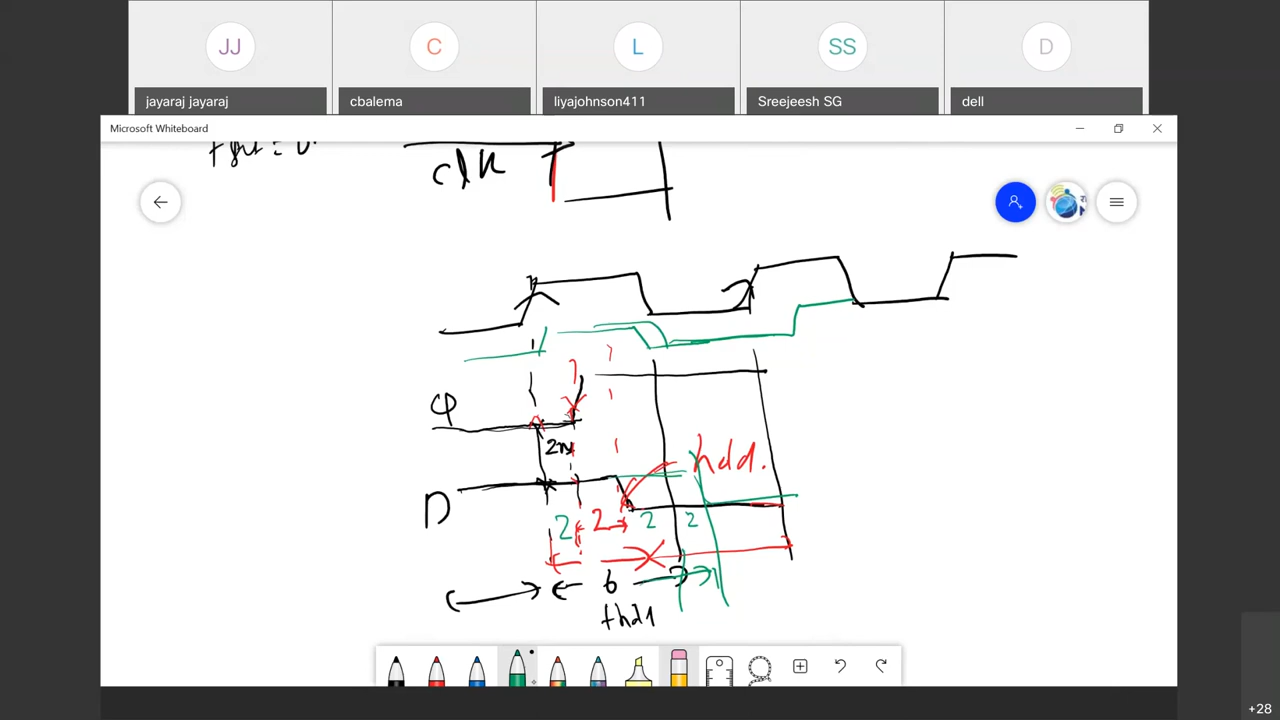 JJ
C
L
SS
D
jayaraj jayaraj
cbalema
liyajohnson411
Sreejeesh SG
dell
Microsoft Whiteboard
clk
Q
2n
D
hdd.
2 2 2 2
6
thd1
+28